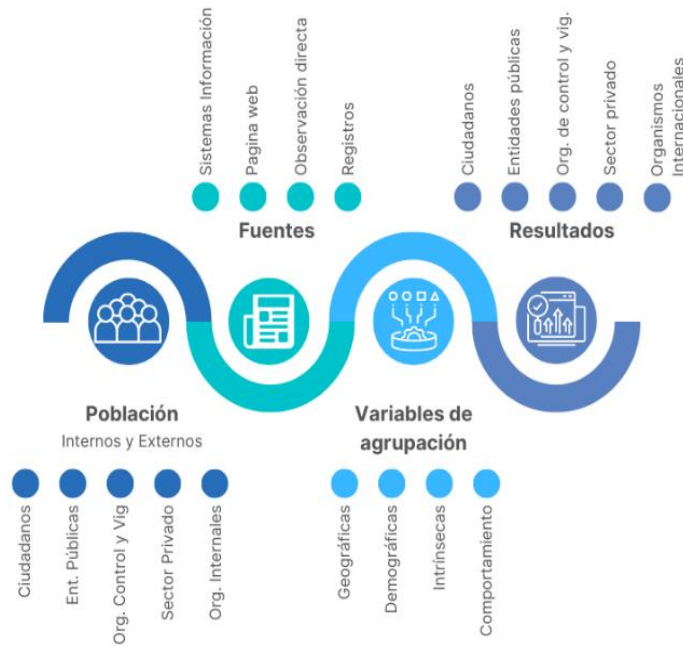 Sistemas Información
Pagina web
Observación directa
Registros
Fuentes
Ciudadanos
Entidades públicas
Org. de control y vig.
Sector privado
Organismos
Internacionales
Resultados
Población
Internos y Externos
Ciudadanos
Ent. Públicas
Org. Control y Vig
Sector Privado
Org. Internales
Variables de
agrupación
Geográficas
Demográficas
Intrínsecas
Comportamiento